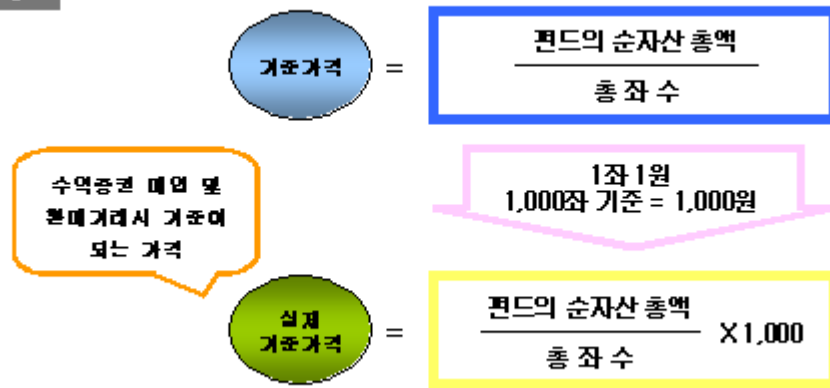 기준가격
=
펀드의 순자산 총액
총 좌 수
1좌 1원
1,000좌 기준 = 1,000원
수익증권 매입 및
환매거래시 기준이
되는 가격
실제
기준가격
=
펀드의 순자산 총액
총 좌 수
X 1,000